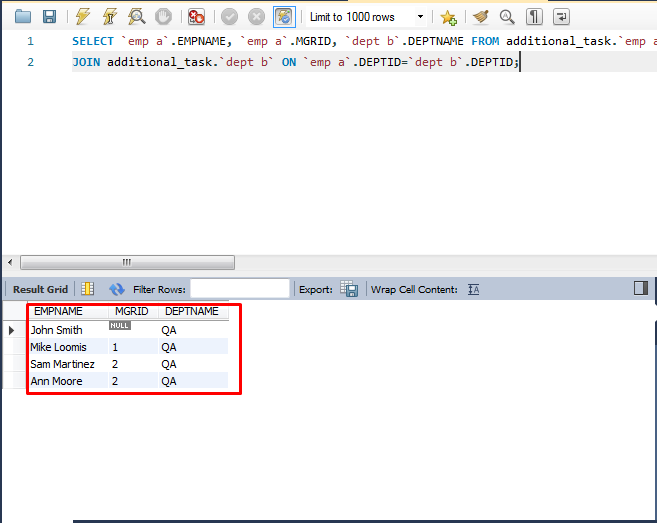 Limit to 1000 rows
1 SELECT `emp a`.EMPNAME, `emp a`.MGRID, `dept b`.DEPTNAME FROM additional_task.`emp a
2 JOIN additional_task.`dept b` ON `emp a`.DEPTID=`dept b`.DEPTID;
Result Grid Filter Rows: Export: Wrap Cell Content:
EMPNAME MGRID DEPTNAME
John Smith NULL QA
Mike Loomis 1 QA
Sam Martinez 2 QA
Ann Moore 2 QA